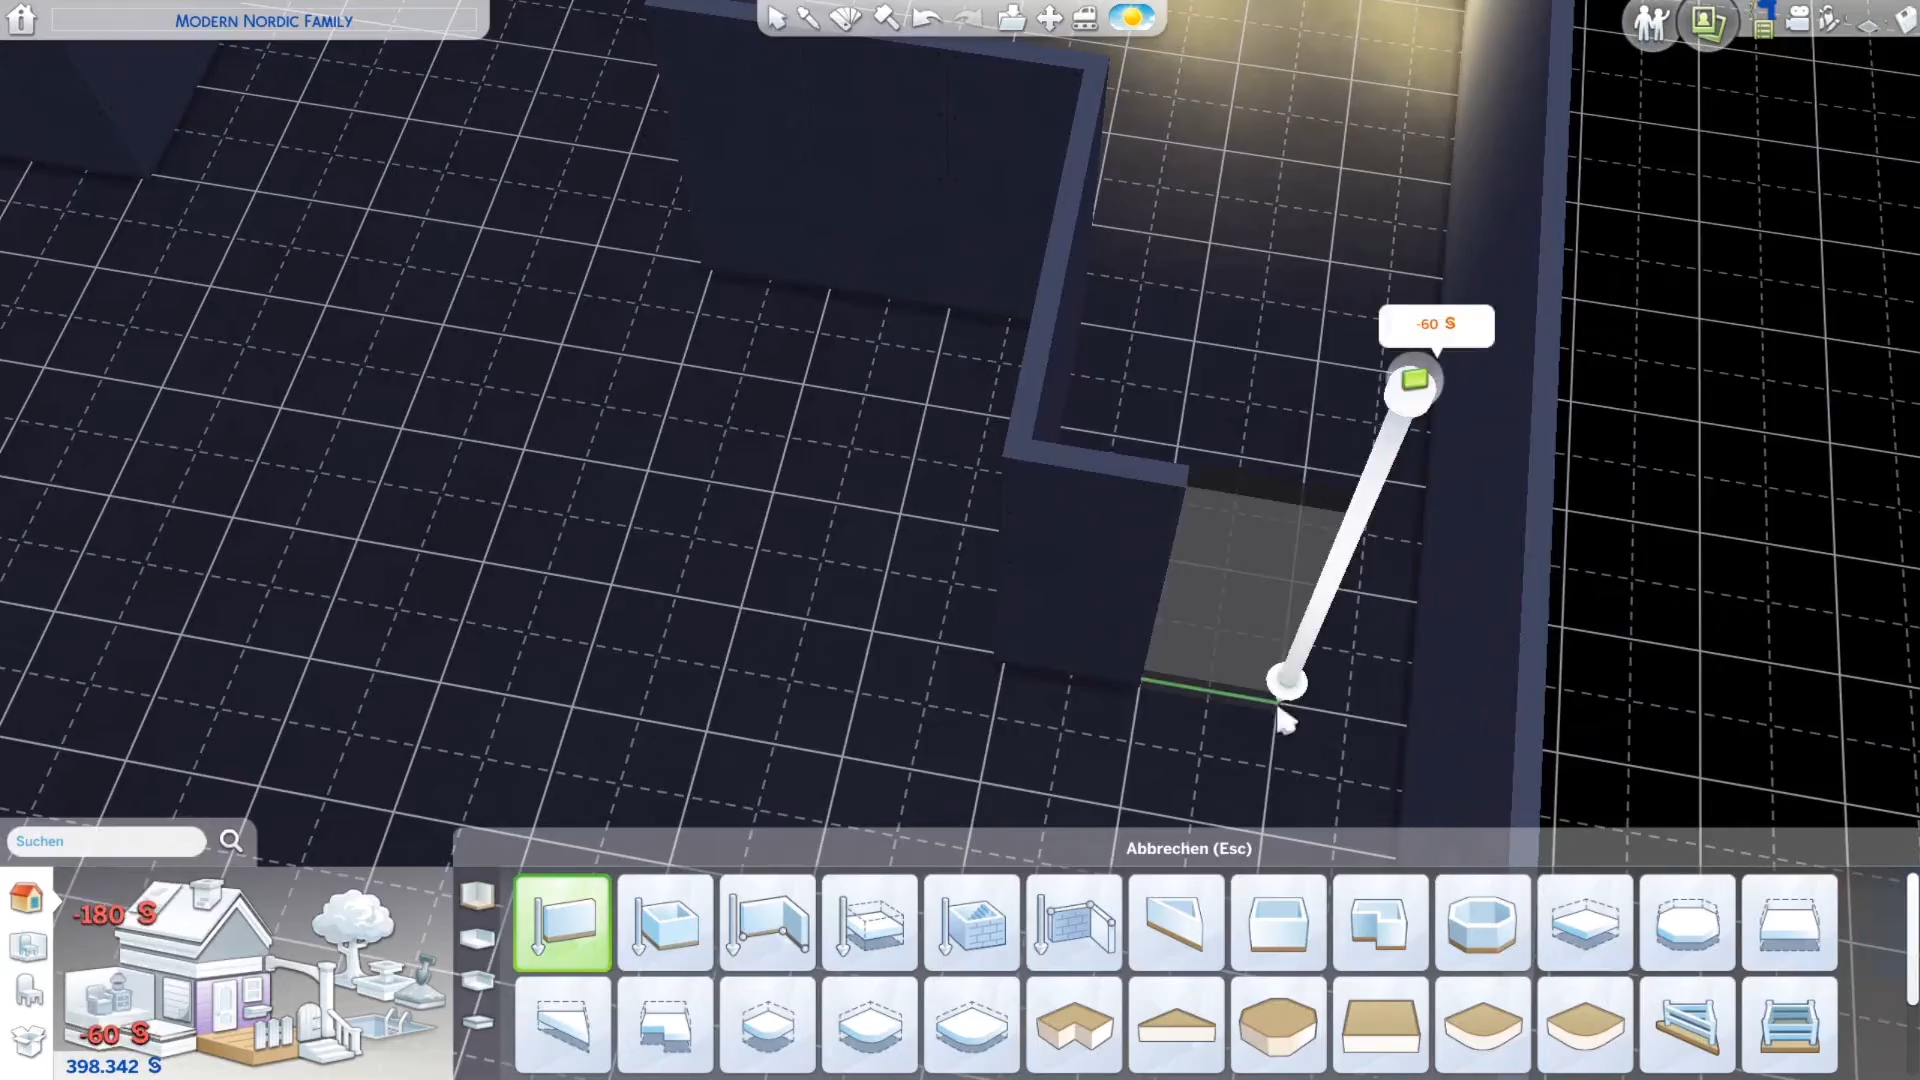 MODERN NORDIC FAMILY
-60 S
Suchen
Abbrechen (Esc)
-180 S
-60 S
398.342 S